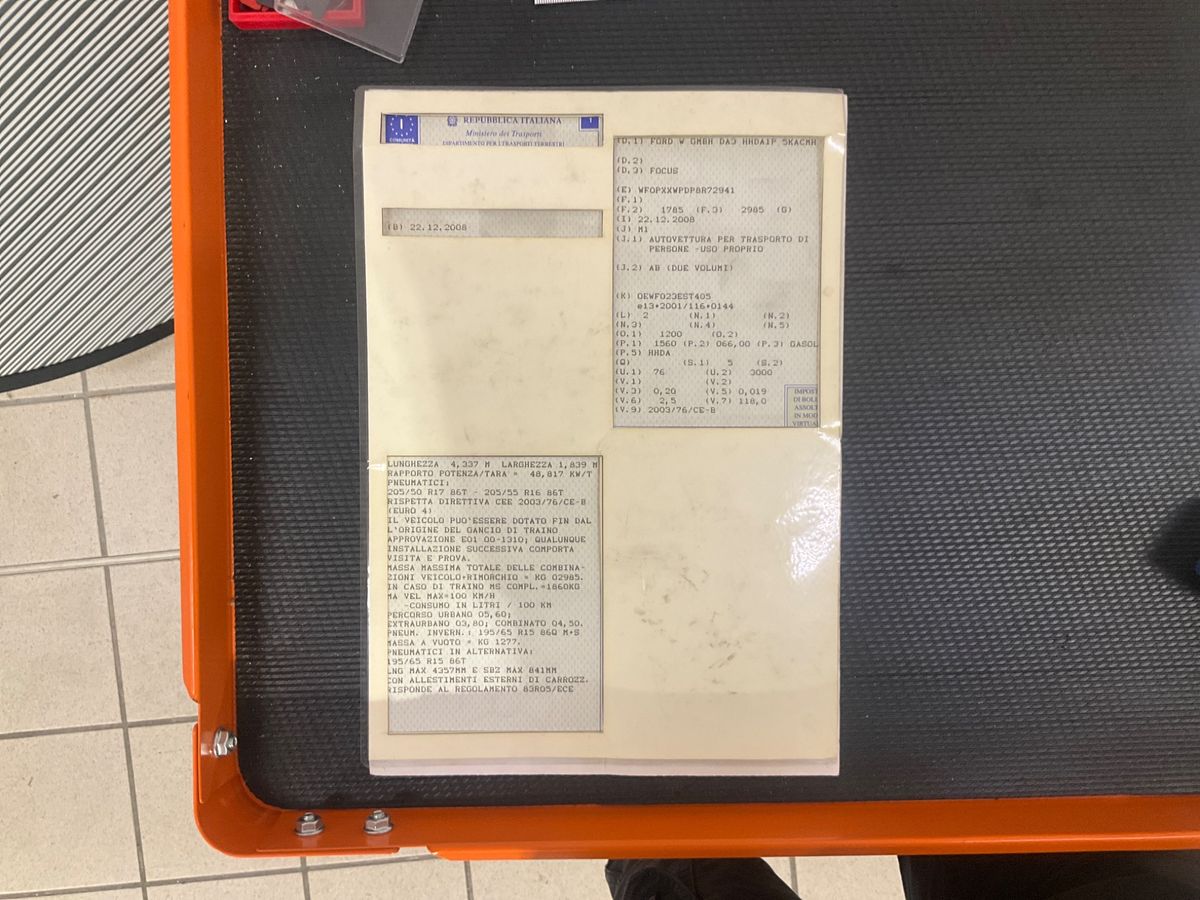 COMUNITÀ
REPUBBLICA ITALIANA
Ministero dei Trasporti
DIPARTIMENTO PER I TRASPORTI TERRESTRI
I
(B) 22.12.2008
(D.1) FORD W GMBH DA3 HHDA1P 5KACMH
(D.2)
(D.3) FOCUS
(E) WF0PXXWPDP8R72941
(F.1)
(F.2) 1785 (F.3) 2985 (G)
(I) 22.12.2008
(J) M1
(J.1) AUTOVETTURA PER TRASPORTO DI
PERSONE -USO PROPRIO
(J.2) AB (DUE VOLUMI)
(K) OEWF023EST405
e13*2001/116*0144
(L) 2 (N.1) (N.2)
(N.3) (N.4) (N.5)
(O.1) 1200 (O.2)
(P.1) 1560 (P.2) 066,00 (P.3) GASOL
(P.5) HHDA
(Q) (S.1) 5 (S.2)
(U.1) 76 (U.2) 3000
(V.1) (V.2)
(V.3) 0,20 (V.5) 0,019
(V.6) 2,5 (V.7) 118,0
(V.9) 2003/76/CE-B
IMPOST
DI BOLL
ASSOLT
IN MOD
VIRTUAL
LUNGHEZZA 4,337 M LARGHEZZA 1,839 M
RAPPORTO POTENZA/TARA = 48,817 KW/T
PNEUMATICI:
205/50 R17 86T - 205/55 R16 86T
RISPETTA DIRETTIVA CEE 2003/76/CE-B
(EURO 4)
IL VEICOLO PUO'ESSERE DOTATO FIN DAL
L'ORIGINE DEL GANCIO DI TRAINO
APPROVAZIONE E01 00-1310; QUALUNQUE
INSTALLAZIONE SUCCESSIVA COMPORTA
VISITA E PROVA.
MASSA MASSIMA TOTALE DELLE COMBINA-
ZIONI VEICOLO+RIMORCHIO = KG 02985.
IN CASO DI TRAINO MS COMPL.=1860KG
MA VEL MAX=100 KM/H
-CONSUMO IN LITRI / 100 KM
PERCORSO URBANO 05,60;
EXTRAURBANO 03,80; COMBINATO 04,50.
PNEUM. INVERN.: 195/65 R15 86Q M+S
MASSA A VUOTO = KG 1277.
PNEUMATICI IN ALTERNATIVA:
195/65 R15 86T
LNG MAX 4357MM E SBZ MAX 841MM
CON ALLESTIMENTI ESTERNI DI CARROZZ.
RISPONDE AL REGOLAMENTO 83R05/ECE